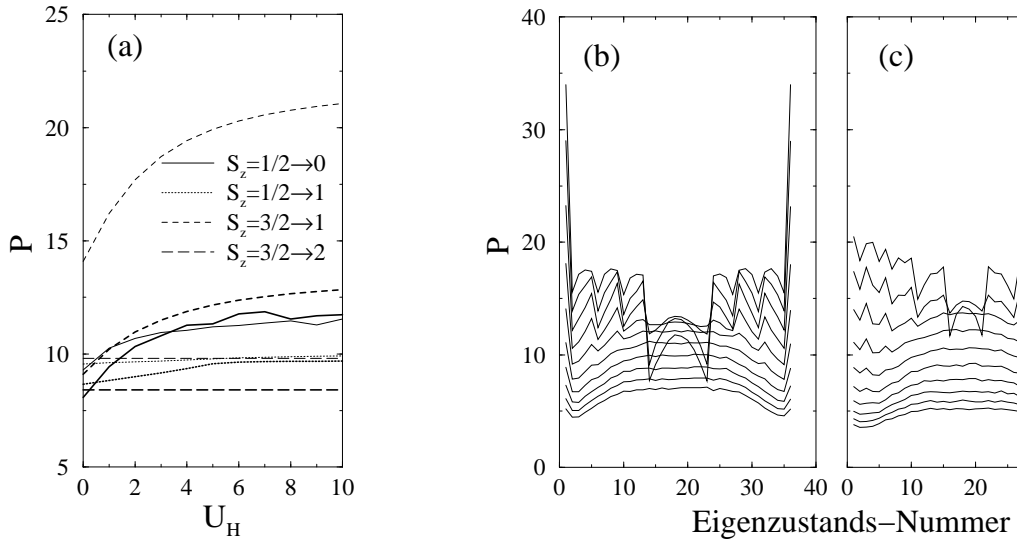 (a)
25
20
15
10
5
P
S_z=1/2→0
S_z=1/2→1
S_z=3/2→1
S_z=3/2→2
0 2 4 6 8 10
U_H
(b)
40
30
20
10
0
P
0 10 20 30 40
(c)
0 10 20
Eigenzustands−Nummer